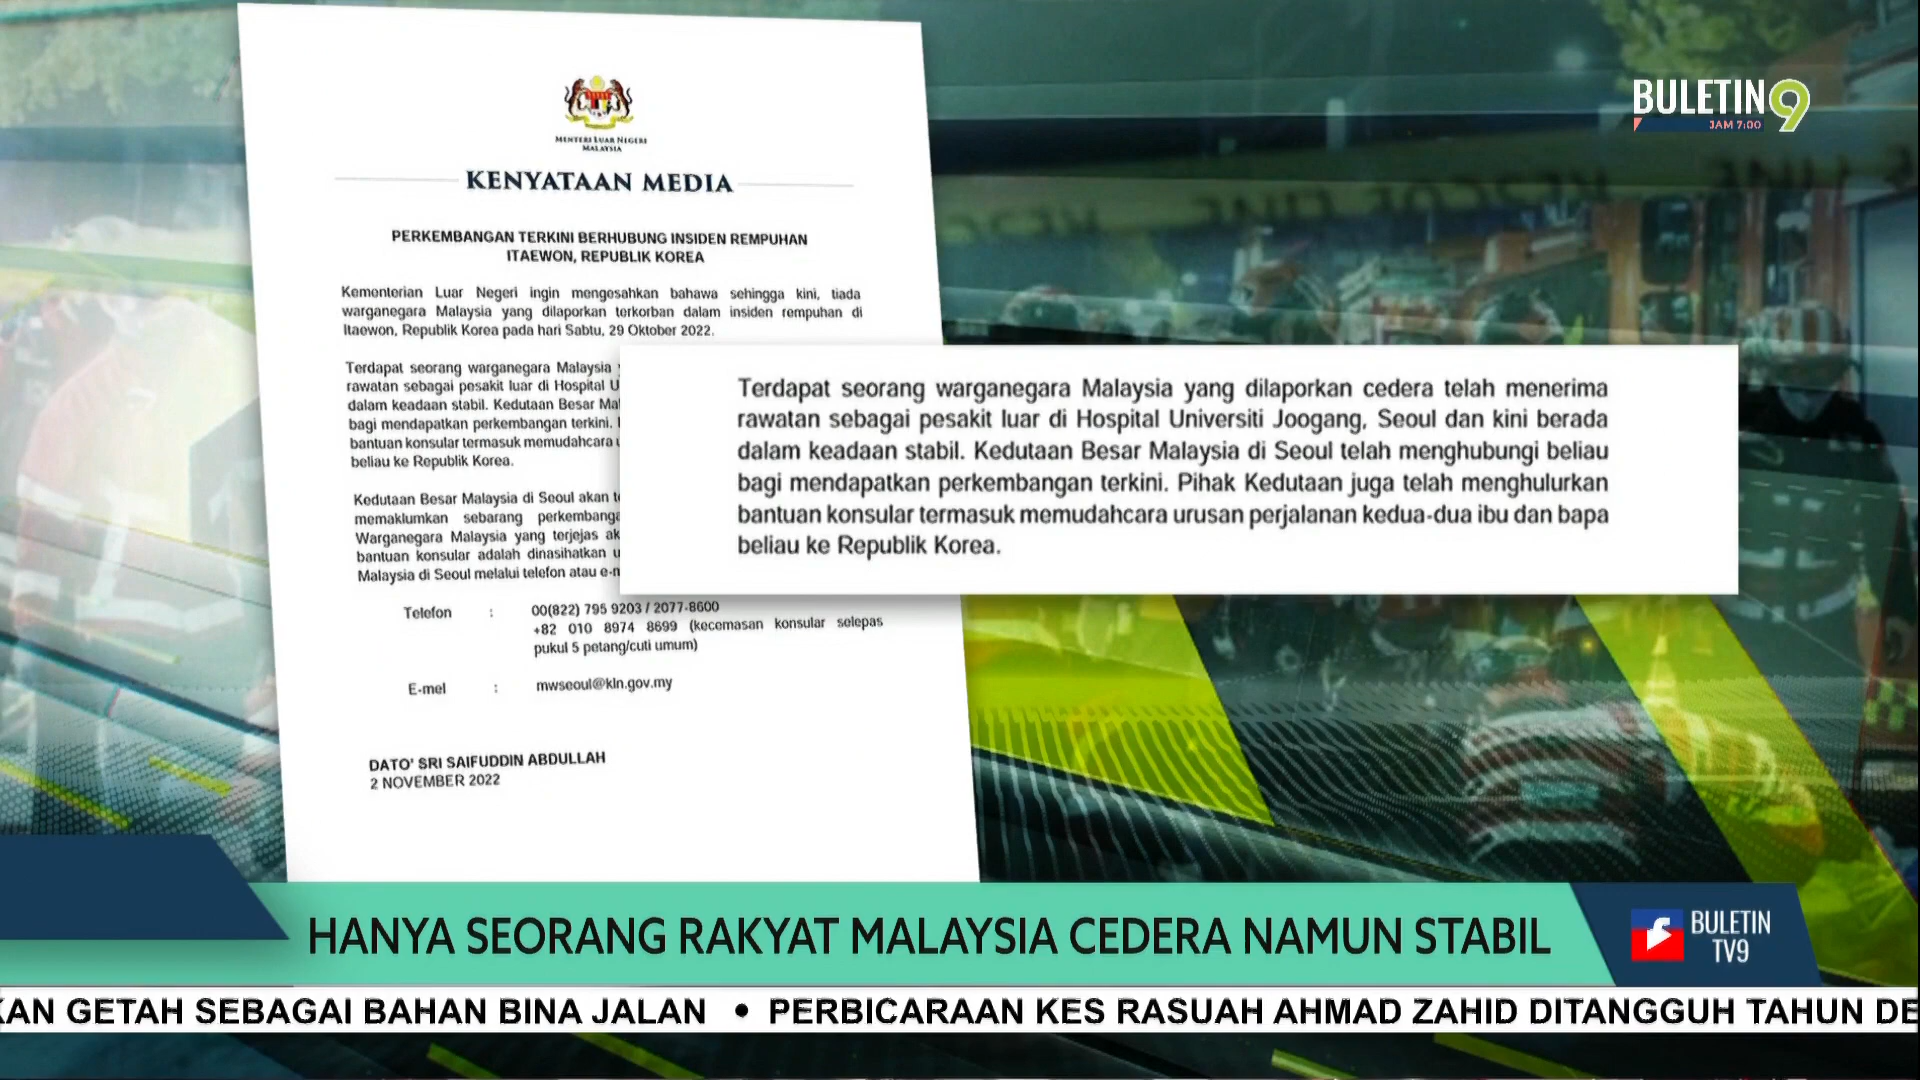 MENTERI LUAR NEGERI
MALAYSIA
KENYATAAN MEDIA
PERKEMBANGAN TERKINI BERHUBUNG INSIDEN REMPUHAN
ITAEWON, REPUBLIK KOREA
Kementerian Luar Negeri ingin mengesahkan bahawa sehingga kini, tiada
warganegara Malaysia yang dilaporkan terkorban dalam insiden rempuhan di
Itaewon, Republik Korea pada hari Sabtu, 29 Oktober 2022.
Terdapat seorang warganegara Malaysia
rawatan sebagai pesakit luar di Hospital U
dalam keadaan stabil. Kedutaan Besar Ma
bagi mendapatkan perkembangan terkini.
bantuan konsular termasuk memudahcara
beliau ke Republik Korea.
Kedutaan Besar Malaysia di Seoul akan
memaklumkan sebarang perkembanga
Warganegara Malaysia yang terjejas ak
bantuan konsular adalah dinasihatkan
Malaysia di Seoul melalui telefon atau e-m
Telefon : 00(822) 795 9203 / 2077-8600
+82 010 8974 8699 (kecemasan konsular selepas
pukul 5 petang/cuti umum)
E-mel : mwseoul@kln.gov.my
DATO' SRI SAIFUDDIN ABDULLAH
2 NOVEMBER 2022
Terdapat seorang warganegara Malaysia yang dilaporkan cedera telah menerima
rawatan sebagai pesakit luar di Hospital Universiti Joogang, Seoul dan kini berada
dalam keadaan stabil. Kedutaan Besar Malaysia di Seoul telah menghubungi beliau
bagi mendapatkan perkembangan terkini. Pihak Kedutaan juga telah menghulurkan
bantuan konsular termasuk memudahcara urusan perjalanan kedua-dua ibu dan bapa
beliau ke Republik Korea.
BULETIN 9
JAM 7:00
HANYA SEORANG RAKYAT MALAYSIA CEDERA NAMUN STABIL
BULETIN
TV9
KAN GETAH SEBAGAI BAHAN BINA JALAN • PERBICARAAN KES RASUAH AHMAD ZAHID DITANGGUH TAHUN DE